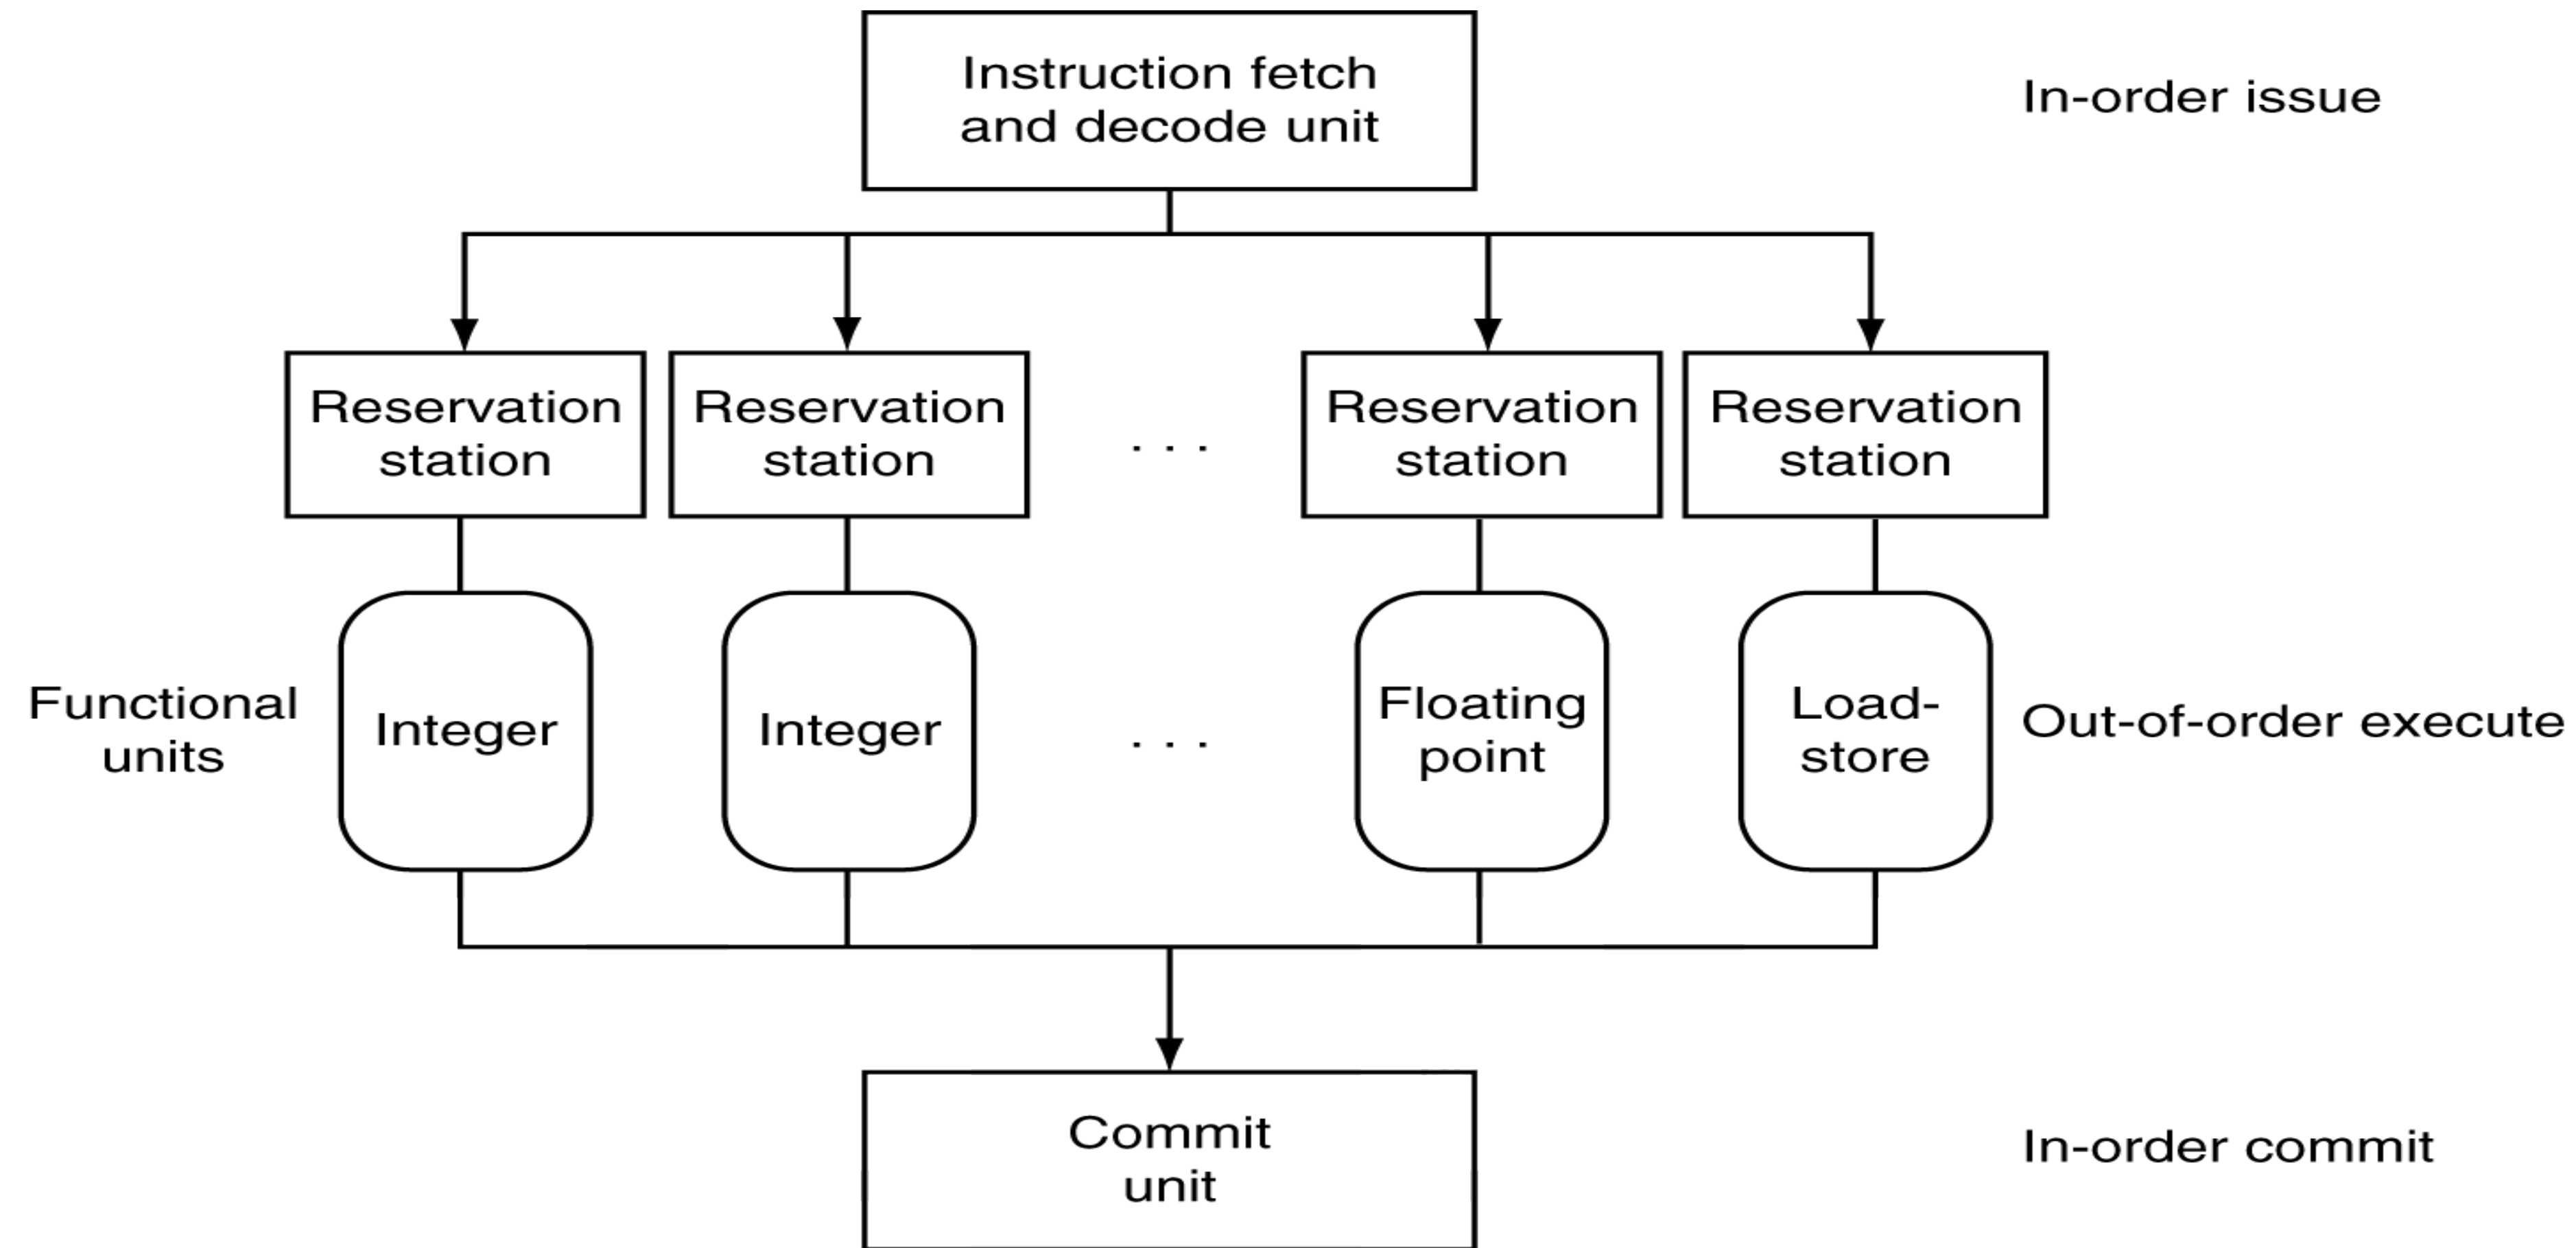 Instruction fetch
and decode unit
In-order issue
Reservation
station
Reservation
station
. . .
Reservation
station
Reservation
station
Functional
units
Integer
Integer
. . .
Floating
point
Load-
store
Out-of-order execute
Commit
unit
In-order commit